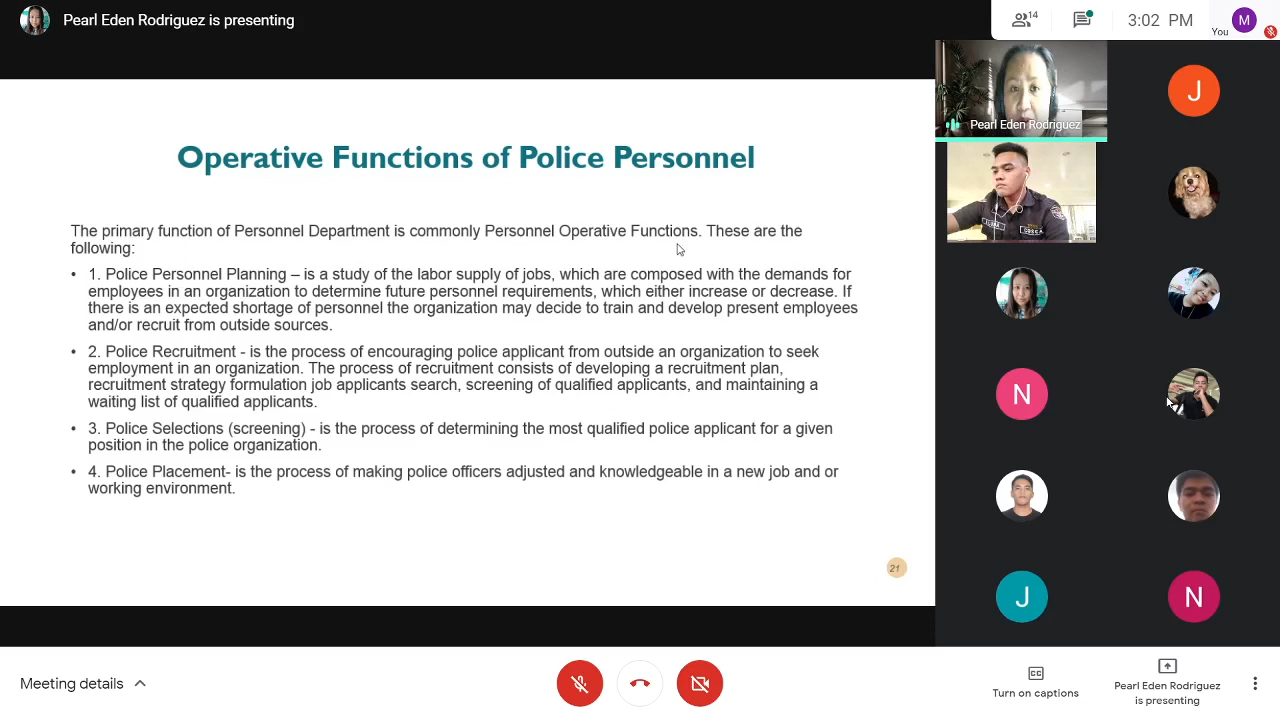 Pearl Eden Rodriguez is presenting
14
3:02 PM
You
M
Operative Functions of Police Personnel
The primary function of Personnel Department is commonly Personnel Operative Functions. These are the
following:
• 1. Police Personnel Planning – is a study of the labor supply of jobs, which are composed with the demands for
employees in an organization to determine future personnel requirements, which either increase or decrease. If
there is an expected shortage of personnel the organization may decide to train and develop present employees
and/or recruit from outside sources.
• 2. Police Recruitment - is the process of encouraging police applicant from outside an organization to seek
employment in an organization. The process of recruitment consists of developing a recruitment plan,
recruitment strategy formulation job applicants search, screening of qualified applicants, and maintaining a
waiting list of qualified applicants.
• 3. Police Selections (screening) - is the process of determining the most qualified police applicant for a given
position in the police organization.
• 4. Police Placement- is the process of making police officers adjusted and knowledgeable in a new job and or
working environment.
21
Pearl Eden Rodriguez
J
N
J
N
Meeting details
CC
Turn on captions
Pearl Eden Rodriguez
is presenting